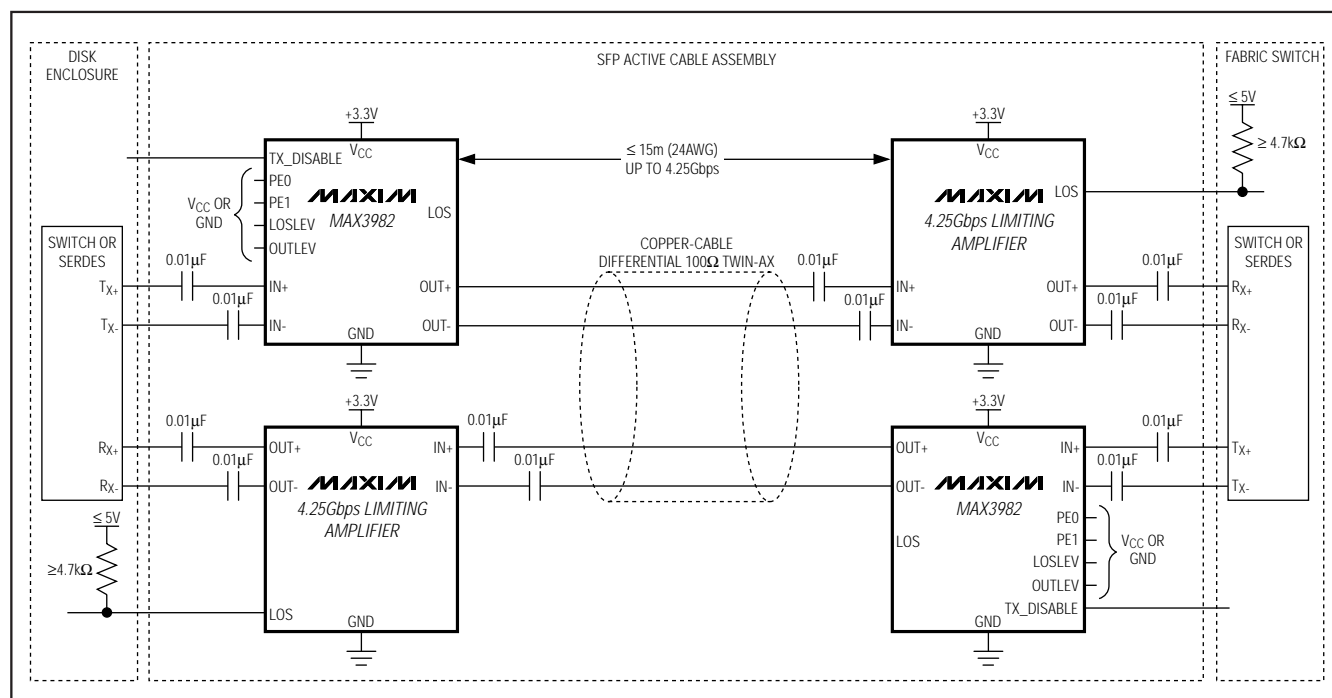 DISK
ENCLOSURE
SFP ACTIVE CABLE ASSEMBLY
FABRIC SWITCH
+3.3V
VCC
TX_DISABLE
PE0
PE1
LOSLEV
OUTLEV
VCC OR
GND
MAXIM
MAX3982
LOS
IN+
IN-
OUT+
OUT-
GND
≤ 15m (24AWG)
UP TO 4.25Gbps
+3.3V
VCC
LOS
MAXIM
4.25Gbps LIMITING
AMPLIFIER
IN+
IN-
OUT+
OUT-
GND
≤ 5V
≥ 4.7kΩ
SWITCH OR
SERDES
TX+
TX-
RX+
RX-
0.01μF
0.01μF
COPPER-CABLE
DIFFERENTIAL 100Ω TWIN-AX
0.01μF
0.01μF
0.01μF
0.01μF
SWITCH OR
SERDES
RX+
RX-
TX+
TX-
0.01μF
0.01μF
+3.3V
VCC
OUT+
OUT-
IN+
IN-
MAXIM
4.25Gbps LIMITING
AMPLIFIER
LOS
GND
0.01μF
0.01μF
≤ 5V
≥4.7kΩ
+3.3V
VCC
OUT+
OUT-
IN+
IN-
MAXIM
MAX3982
LOS
PE0
PE1
LOSLEV
OUTLEV
TX_DISABLE
GND
VCC OR
GND
0.01μF
0.01μF